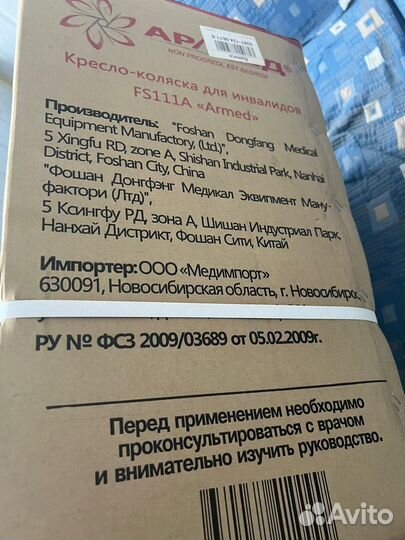 NON PROGREDI, EST REGREDI
Кресло-коляска для инвалидов
FS111A «Armed»
Производитель: "Foshan Dongfang Medical
Equipment Manufactory, (Ltd.)",
5 Xingfu RD, zone A, Shishan Industrial Park, Nanhai
District, Foshan City, China
"Фошан Донгфэнг Медикал Эквипмент Ману-
фактори (Лтд)",
5 Ксингфу РД, зона А, Шишан Индустриал Парк,
Нанхай Дистрикт, Фошан Сити, Китай
Импортер: ООО «Медимпорт»
630091, Новосибирская область, г. Новосибирск,
РУ № ФСЗ 2009/03689 от 05.02.2009г.
Перед применением необходимо
проконсультироваться с врачом
и внимательно изучить руководство.
Avito